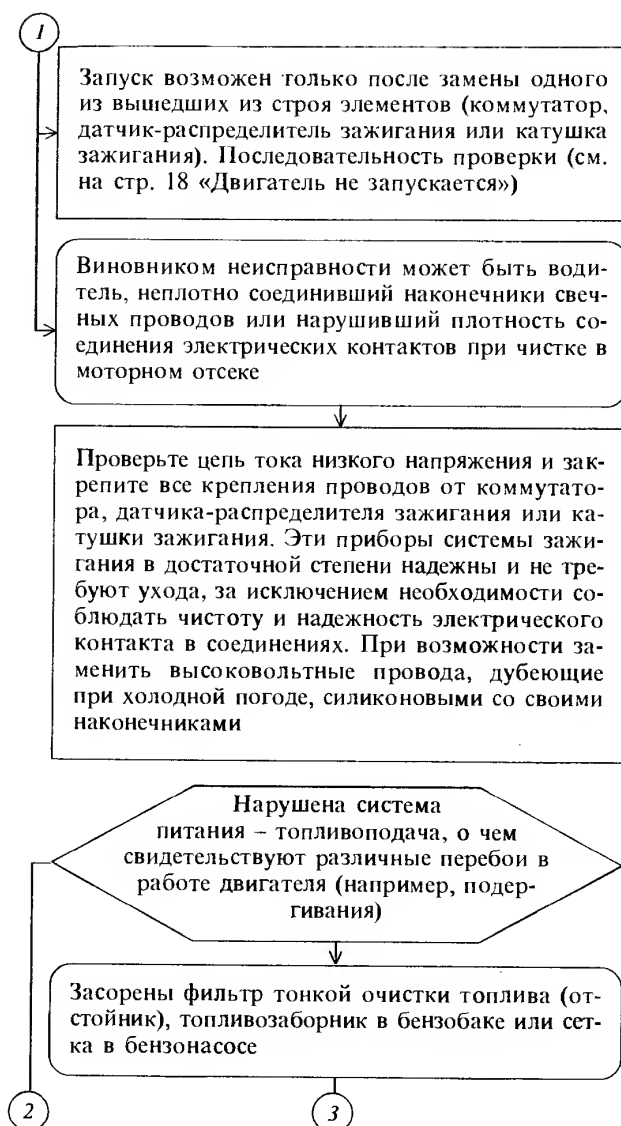 1
Запуск возможен только после замены одного
из вышедших из строя элементов (коммутатор,
датчик-распределитель зажигания или катушка
зажигания). Последовательность проверки (см.
на стр. 18 «Двигатель не запускается»)
Виновником неисправности может быть води-
тель, неплотно соединивший наконечники свеч-
ных проводов или нарушивший плотность со-
единения электрических контактов при чистке в
моторном отсеке
Проверьте цепь тока низкого напряжения и зак-
репите все крепления проводов от коммутато-
ра, датчика-распределителя зажигания или ка-
тушки зажигания. Эти приборы системы зажи-
гания в достаточной степени надежны и не тре-
буют ухода, за исключением необходимости со-
блюдать чистоту и надежность электрического
контакта в соединениях. При возможности за-
менить высоковольтные провода, дубеющие
при холодной погоде, силиконовыми со своими
наконечниками
Нарушена система
питания – топливоподача, о чем
свидетельствуют различные перебои в
работе двигателя (например, подер-
гивания)
Засорены фильтр тонкой очистки топлива (от-
стойник), топливозаборник в бензобаке или сет-
ка в бензонасосе
2
3